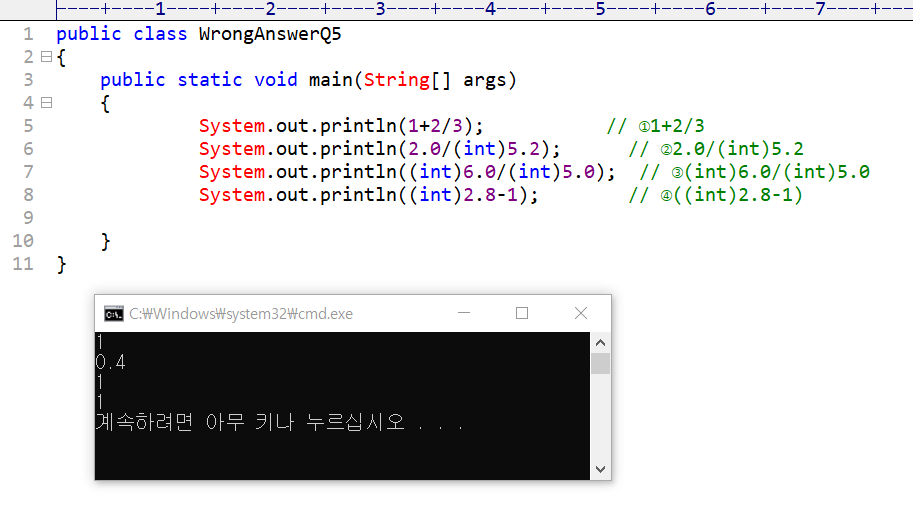 ----+----1----+----2----+----3----+----4----+----5----+----6----+----7----+---
1 public class WrongAnswerQ5
2 {
3 public static void main(String[] args)
4 {
5 System.out.println(1+2/3); // ①1+2/3
6 System.out.println(2.0/(int)5.2); // ②2.0/(int)5.2
7 System.out.println((int)6.0/(int)5.0); // ③(int)6.0/(int)5.0
8 System.out.println((int)2.8-1); // ④((int)2.8-1)
9
10 }
11 }
C:\Windows\system32\cmd.exe
1
0.4
1
1
계속하려면 아무 키나 누르십시오 . . .